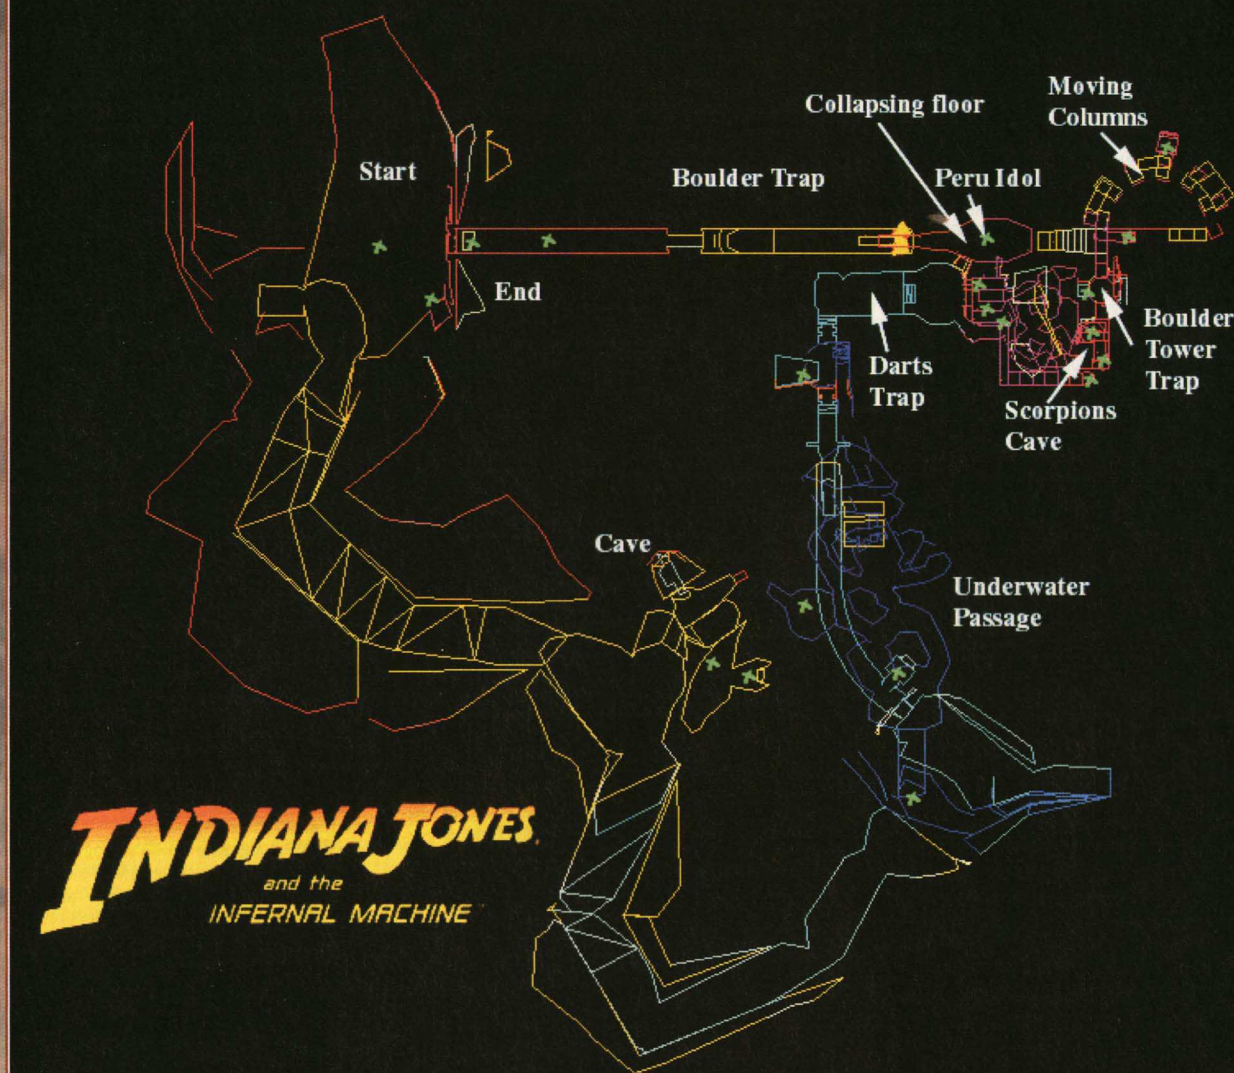 Moving
Columns
Collapsing floor
Start
Boulder Trap
Peru Idol
End
Boulder
Tower
Trap
Darts
Trap
Scorpions
Cave
Cave
Underwater
Passage
INDIANA JONES
and the
INFERNAL MACHINE